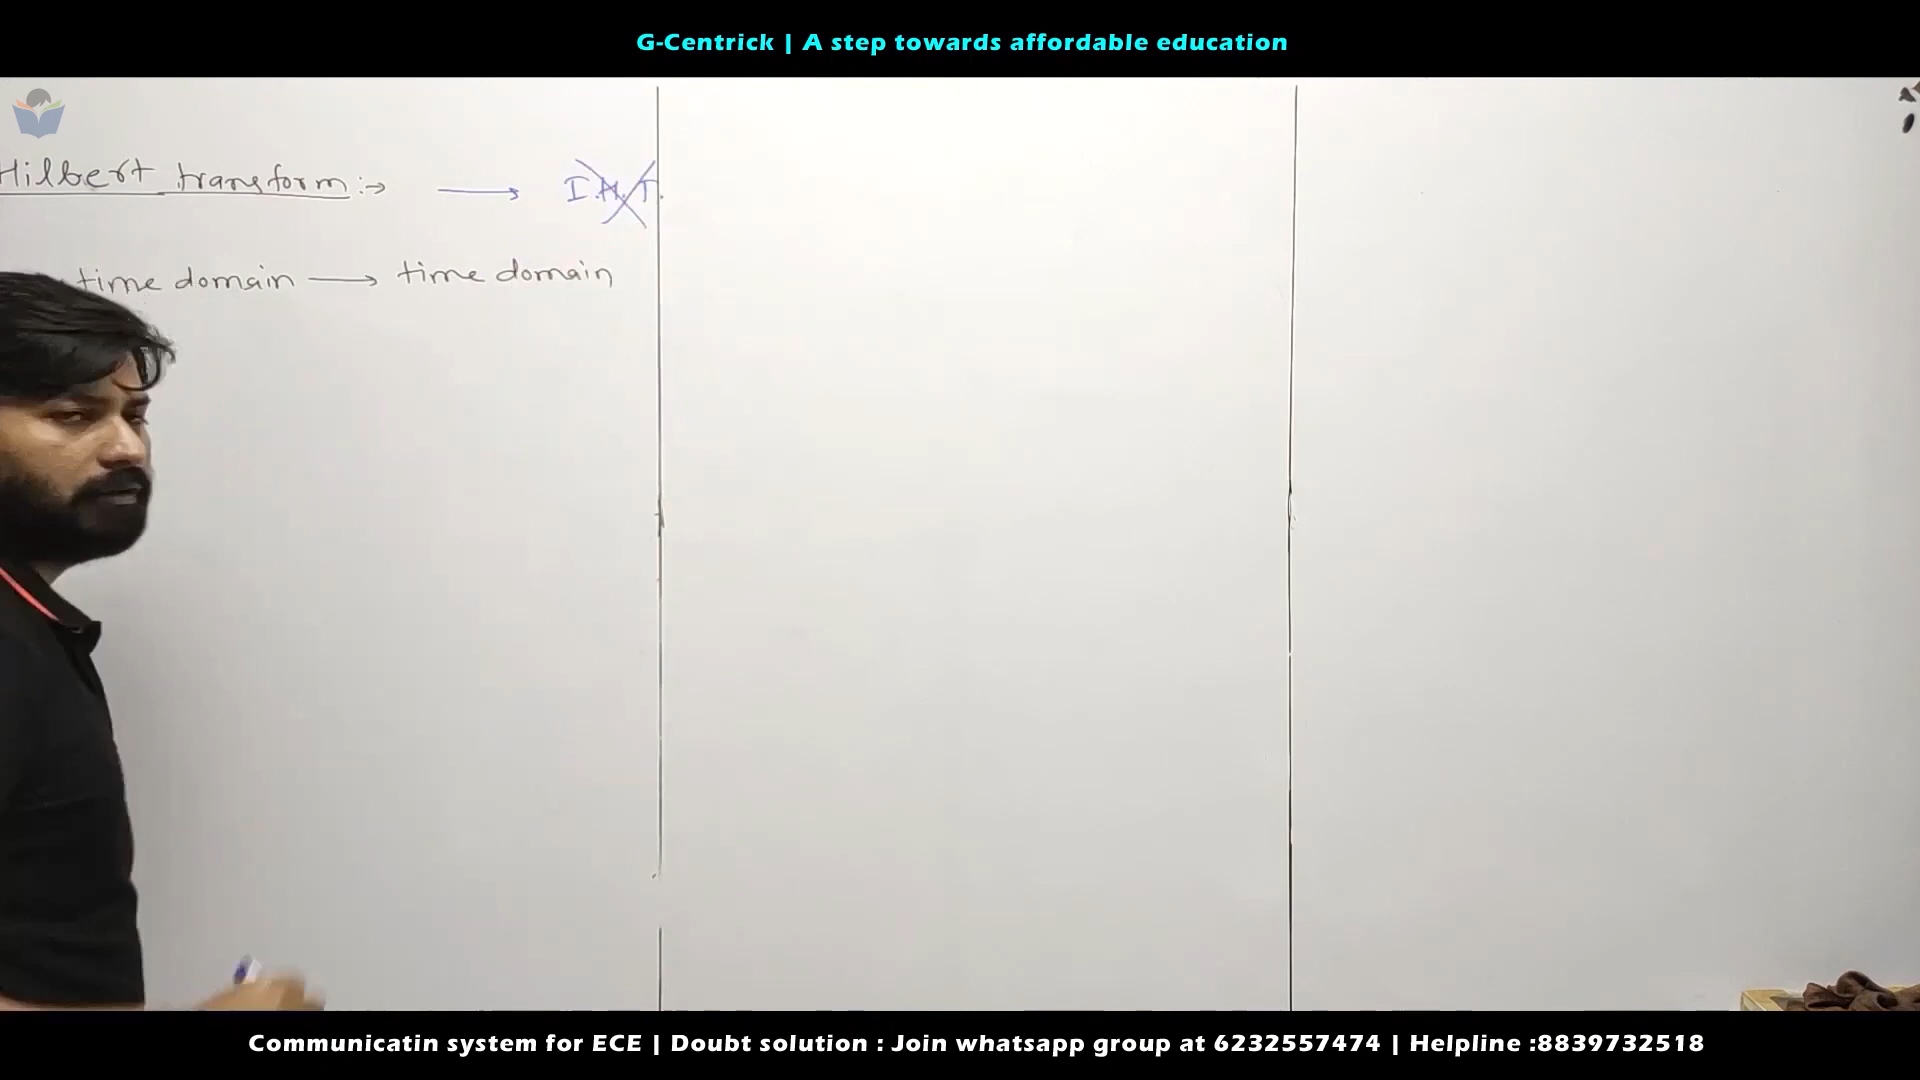 G-Centrick | A step towards affordable education
Hilbert transform :→ ⟶ I.H.T.
time domain ⟶ time domain
Communicatin system for ECE | Doubt solution : Join whatsapp group at 6232557474 | Helpline :8839732518